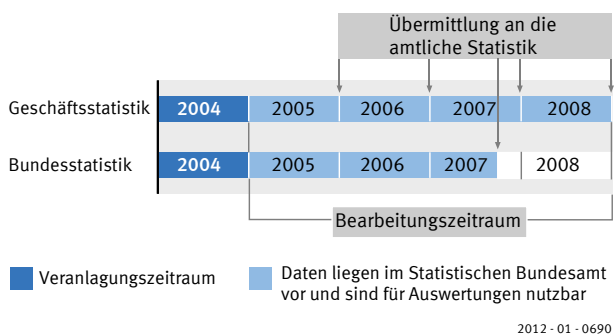 Übermittlung an die
amtliche Statistik
Geschäftsstatistik 2004 2005 2006 2007 2008
Bundesstatistik 2004 2005 2006 2007 2008
Bearbeitungszeitraum
Veranlagungszeitraum
Daten liegen im Statistischen Bundesamt
vor und sind für Auswertungen nutzbar
2012 - 01 - 0690